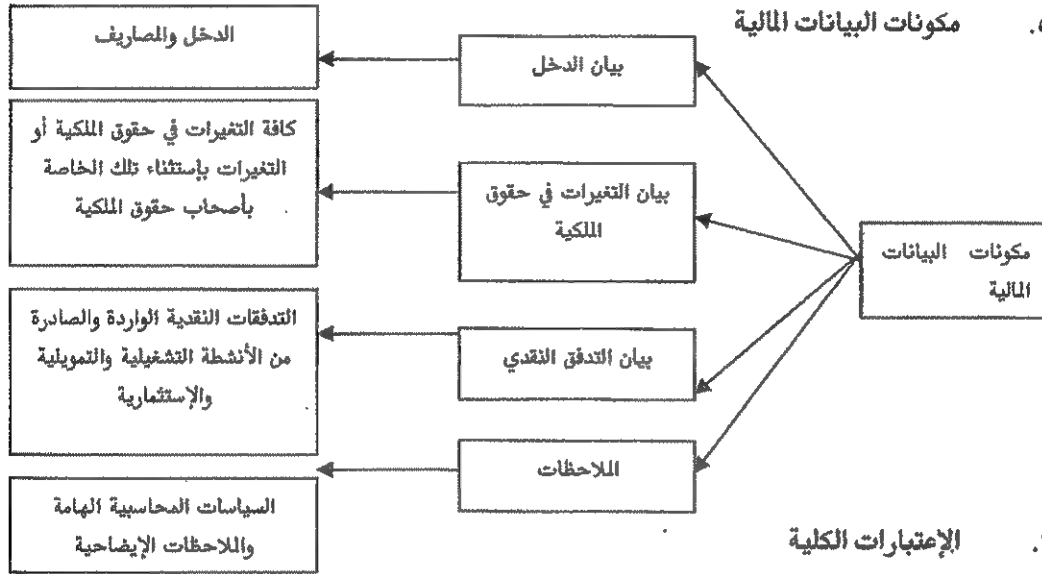 مكونات البيانات المالية
مكونات البيانات
المالية
بيان الدخل
الدخل والمصاريف
بيان التغيرات في حقوق
الملكية
كافة التغيرات في حقوق الملكية أو
التغيرات بإستثناء تلك الخاصة
بأصحاب حقوق الملكية
بيان التدفق النقدي
التدفقات النقدية الواردة والصادرة
من الأنشطة التشغيلية والتمويلية
والإستثمارية
الملاحظات
السياسات المحاسبية الهامة
والملاحظات الإيضاحية
الإعتبارات الكلية